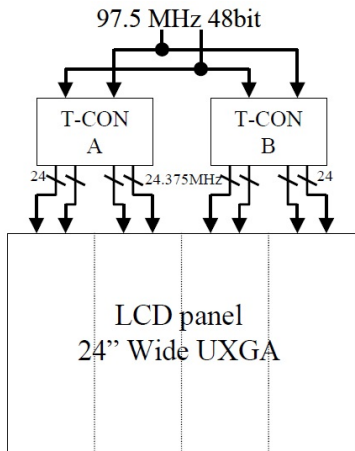 97.5 MHz 48bit
T-CON
A
T-CON
B
24
24.375MHz
24
LCD panel
24” Wide UXGA